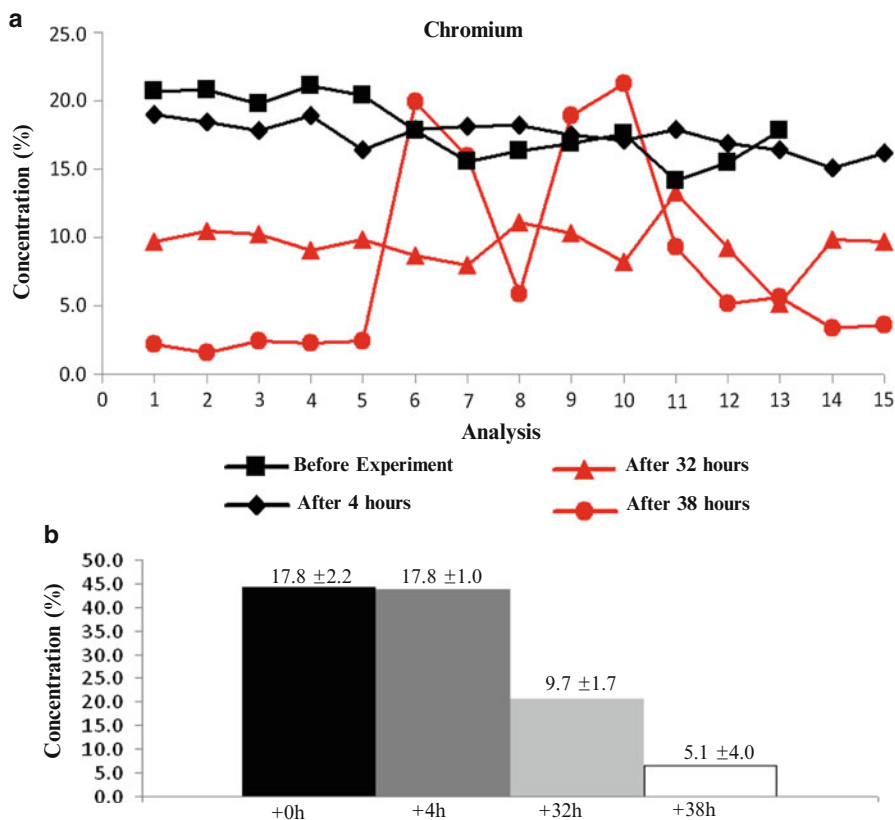 a
Chromium
25.0
20.0
15.0
10.0
5.0
0.0
Concentration (%)
0 1 2 3 4 5 6 7 8 9 10 11 12 13 14 15
Analysis
Before Experiment
After 32 hours
After 4 hours
After 38 hours
b
50.0
45.0
40.0
35.0
30.0
25.0
20.0
15.0
10.0
5.0
0.0
Concentration (%)
17.8 ±2.2
17.8 ±1.0
9.7 ±1.7
5.1 ±4.0
+0h +4h +32h +38h